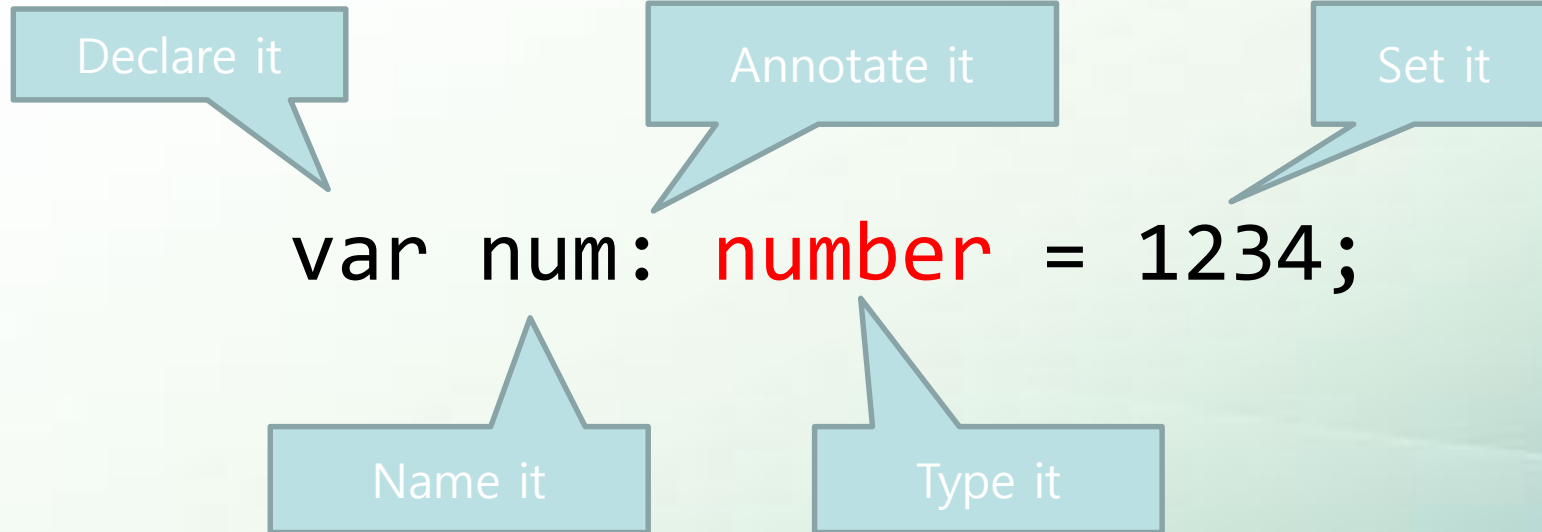 Declare it
Annotate it
Set it
var num: number = 1234;
Name it
Type it